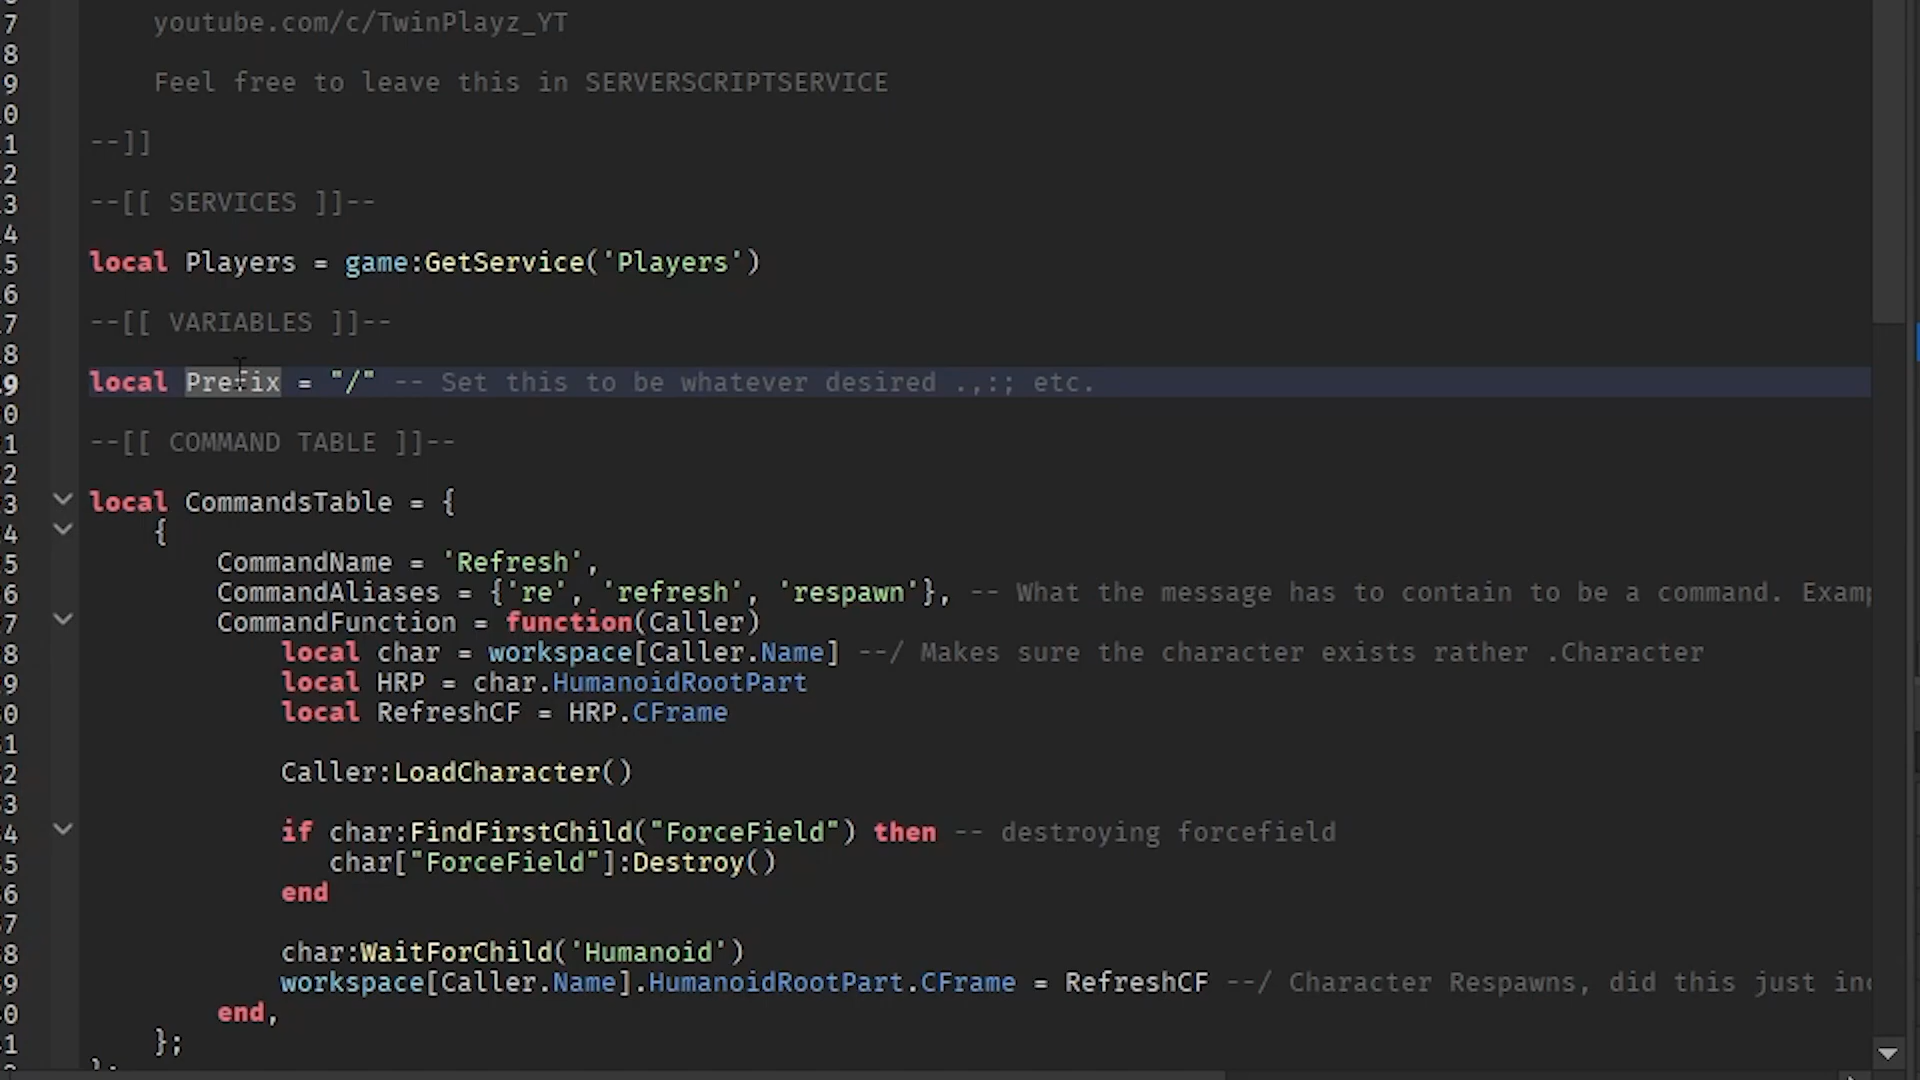 7 youtube.com/c/TwinPlayz_YT
8
9 Feel free to leave this in SERVERSCRIPTSERVICE
0
1 --]]
2
3 --[[ SERVICES ]]--
4
5 local Players = game:GetService('Players')
6
7 --[[ VARIABLES ]]--
8
9 local Prefix = "/" -- Set this to be whatever desired .,:; etc.
0
1 --[[ COMMAND TABLE ]]--
2
3 local CommandsTable = {
4 {
5 CommandName = 'Refresh',
6 CommandAliases = {'re', 'refresh', 'respawn'}, -- What the message has to contain to be a command. Examp
7 CommandFunction = function(Caller)
8 local char = workspace[Caller.Name] --/ Makes sure the character exists rather .Character
9 local HRP = char.HumanoidRootPart
0 local RefreshCF = HRP.CFrame
1
2 Caller:LoadCharacter()
3
4 if char:FindFirstChild("ForceField") then -- destroying forcefield
5 char["ForceField"]:Destroy()
6 end
7
8 char:WaitForChild('Humanoid')
9 workspace[Caller.Name].HumanoidRootPart.CFrame = RefreshCF --/ Character Respawns, did this just inc
0 end,
1 };